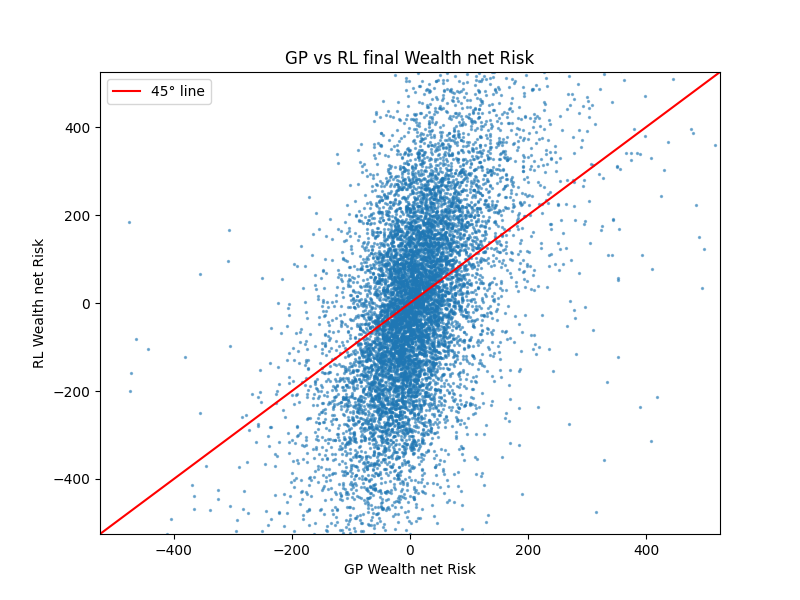 GP vs RL final Wealth net Risk
45° line
RL Wealth net Risk
400
200
0
−200
−400
−400
−200
0
200
400
GP Wealth net Risk